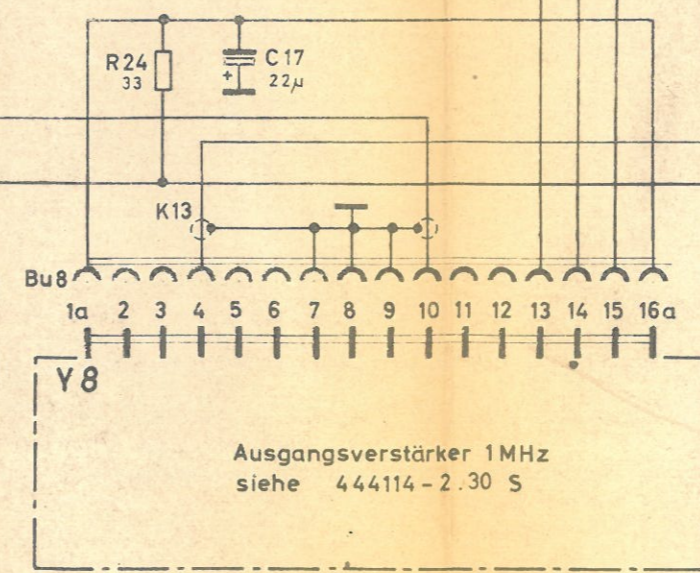 R24
33
C17
22µ
K13
Bu8
1a 2 3 4 5 6 7 8 9 10 11 12 13 14 15 16a
Y8
Ausgangsverstärker 1MHz
siehe 444114-2.30 S